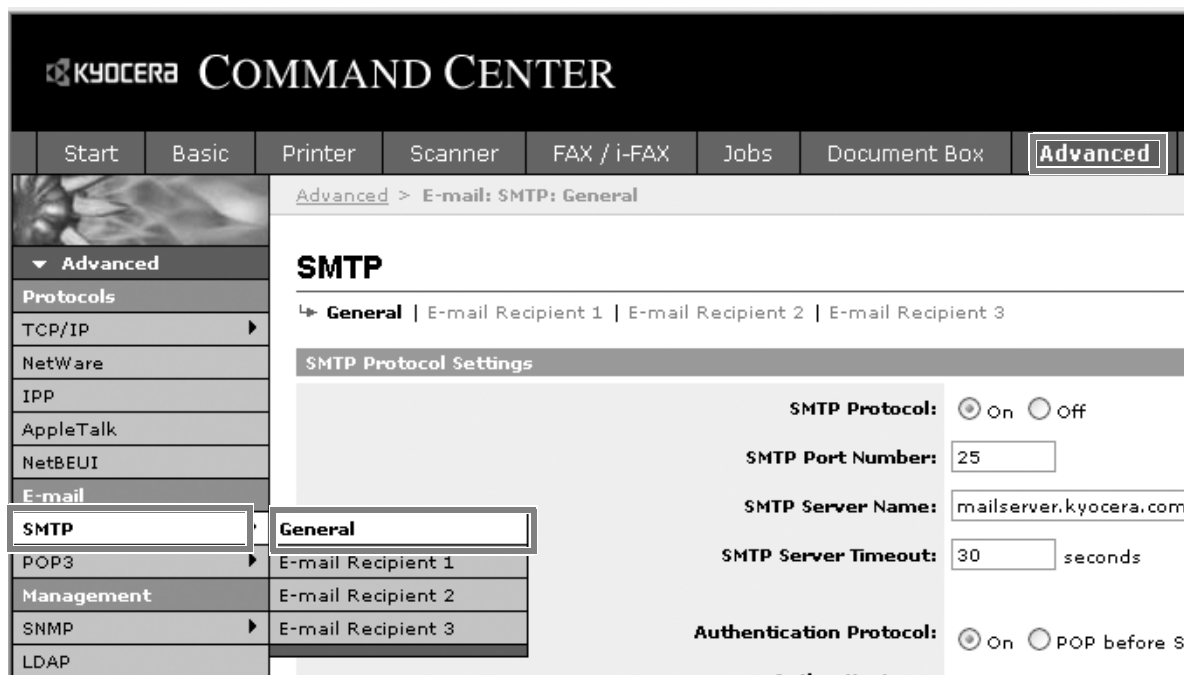 KYOCERA COMMAND CENTER
Start Basic Printer Scanner FAX / i-FAX Jobs Document Box Advanced
Advanced > E-mail: SMTP: General
Advanced
SMTP
Protocols
General | E-mail Recipient 1 | E-mail Recipient 2 | E-mail Recipient 3
TCP/IP
NetWare
IPP
AppleTalk
NetBEUI
E-mail
SMTP
POP3
Management
SNMP
LDAP
General
E-mail Recipient 1
E-mail Recipient 2
E-mail Recipient 3
SMTP Protocol Settings
SMTP Protocol: On Off
SMTP Port Number: 25
SMTP Server Name: mailserver.kyocera.com
SMTP Server Timeout: 30 seconds
Authentication Protocol: On POP before S